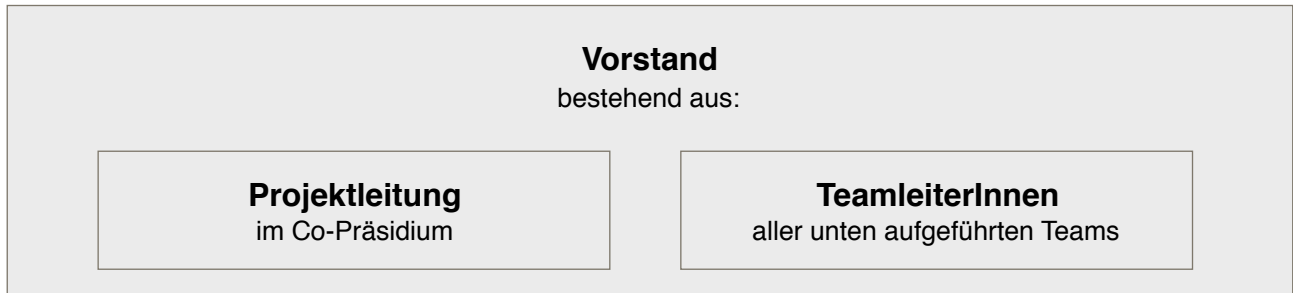 Vorstand
bestehend aus:
Projektleitung
im Co-Präsidium
TeamleiterInnen
aller unten aufgeführten Teams